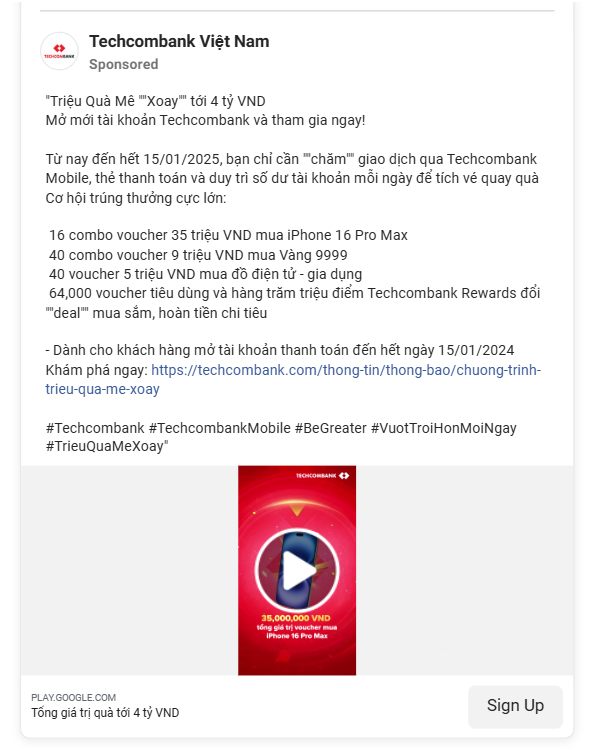 TECHCOMBANK
Techcombank Việt Nam
Sponsored
"Triệu Quà Mê ""Xoay"" tới 4 tỷ VND
Mở mới tài khoản Techcombank và tham gia ngay!
Từ nay đến hết 15/01/2025, bạn chỉ cần ""chăm"" giao dịch qua Techcombank
Mobile, thẻ thanh toán và duy trì số dư tài khoản mỗi ngày để tích vé quay quà
Cơ hội trúng thưởng cực lớn:
16 combo voucher 35 triệu VND mua iPhone 16 Pro Max
40 combo voucher 9 triệu VND mua Vàng 9999
40 voucher 5 triệu VND mua đồ điện tử - gia dụng
64,000 voucher tiêu dùng và hàng trăm triệu điểm Techcombank Rewards đổi
""deal"" mua sắm, hoàn tiền chi tiêu
- Dành cho khách hàng mở tài khoản thanh toán đến hết ngày 15/01/2024
Khám phá ngay: https://techcombank.com/thong-tin/thong-bao/chuong-trinh-
trieu-qua-me-xoay
#Techcombank #TechcombankMobile #BeGreater #VuotTroiHonMoiNgay
#TrieuQuaMeXoay"
TECHCOMBANK
35,000,000 VND
tổng giá trị voucher mua
iPhone 16 Pro Max
PLAY.GOOGLE.COM
Tổng giá trị quà tới 4 tỷ VND
Sign Up